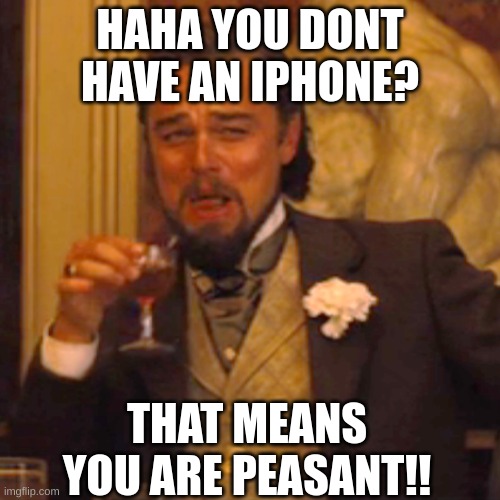 HAHA YOU DONT
HAVE AN IPHONE?
THAT MEANS
YOU ARE PEASANT!!
imgflip.com